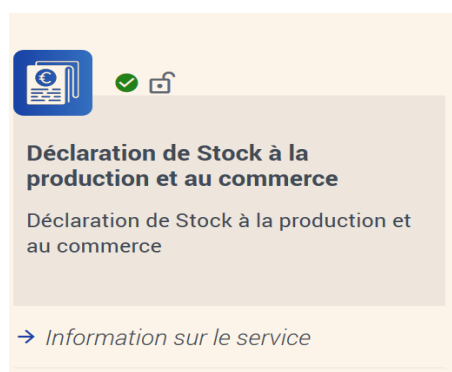 Déclaration de Stock à la
production et au commerce
Déclaration de Stock à la production et
au commerce
→ Information sur le service